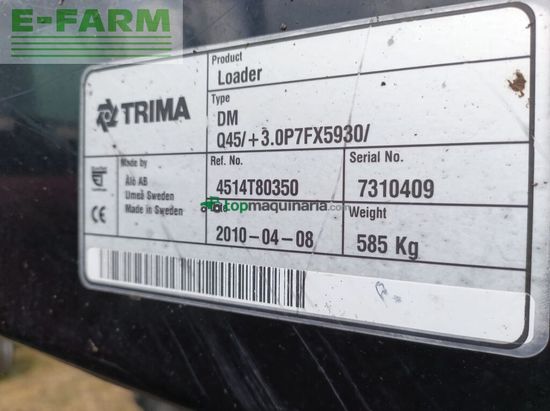 E-FARM
Product
Loader
TRIMA
Type
DM
Q45/+3.0P7FX5930/
Made by
Ålö AB
Umeå Sweden
Made in Sweden
Ref. No.
4514T80350
Serial No.
7310409
topmaquinaria.com
2010-04-08
Weight
585 Kg
CE